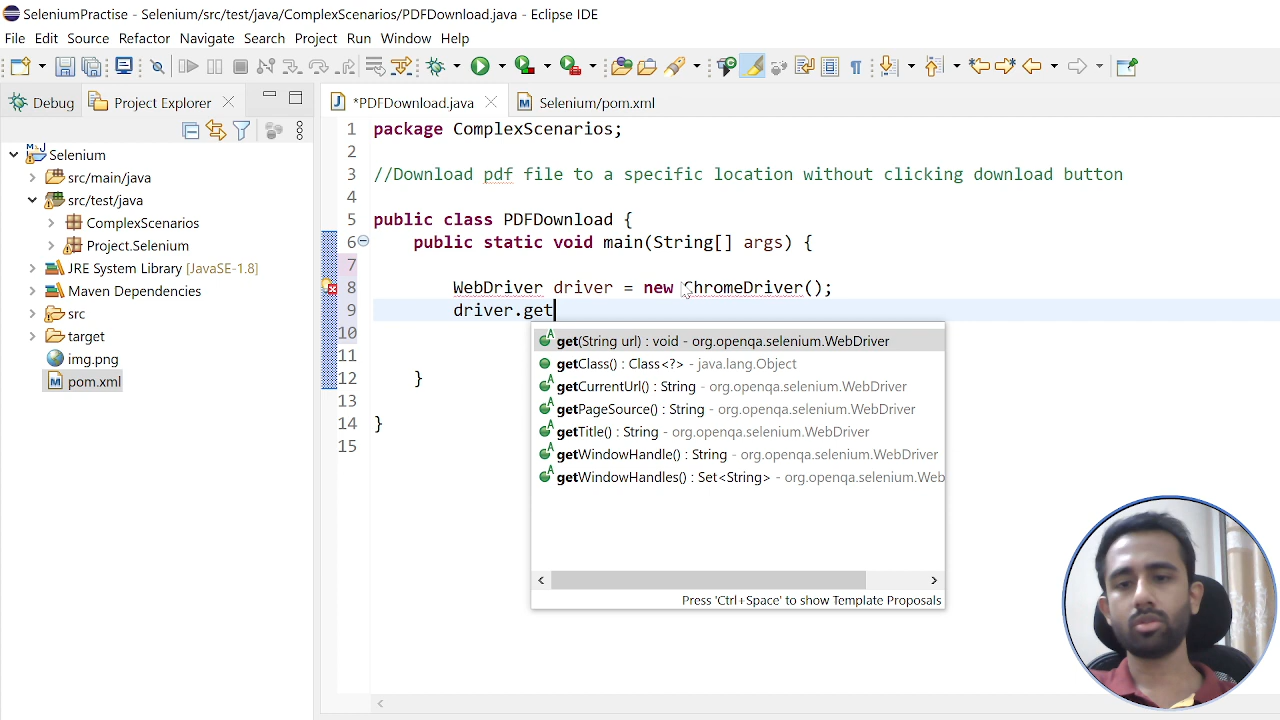 SeleniumPractise - Selenium/src/test/java/ComplexScenarios/PDFDownload.java - Eclipse IDE
File Edit Source Refactor Navigate Search Project Run Window Help
Debug Project Explorer *PDFDownload.java Selenium/pom.xml
Selenium
src/main/java
src/test/java
ComplexScenarios
Project.Selenium
JRE System Library [JavaSE-1.8]
Maven Dependencies
src
target
img.png
pom.xml
1 package ComplexScenarios;
2
3 //Download pdf file to a specific location without clicking download button
4
5 public class PDFDownload {
6 public static void main(String[] args) {
7
8 WebDriver driver = new ChromeDriver();
9 driver.get
10
11
12 }
13
14 }
15
get(String url) : void - org.openqa.selenium.WebDriver
getClass() : Class<?> - java.lang.Object
getCurrentUrl() : String - org.openqa.selenium.WebDriver
getPageSource() : String - org.openqa.selenium.WebDriver
getTitle() : String - org.openqa.selenium.WebDriver
getWindowHandle() : String - org.openqa.selenium.WebDriver
getWindowHandles() : Set<String> - org.openqa.selenium.Web
Press 'Ctrl+Space' to show Template Proposals